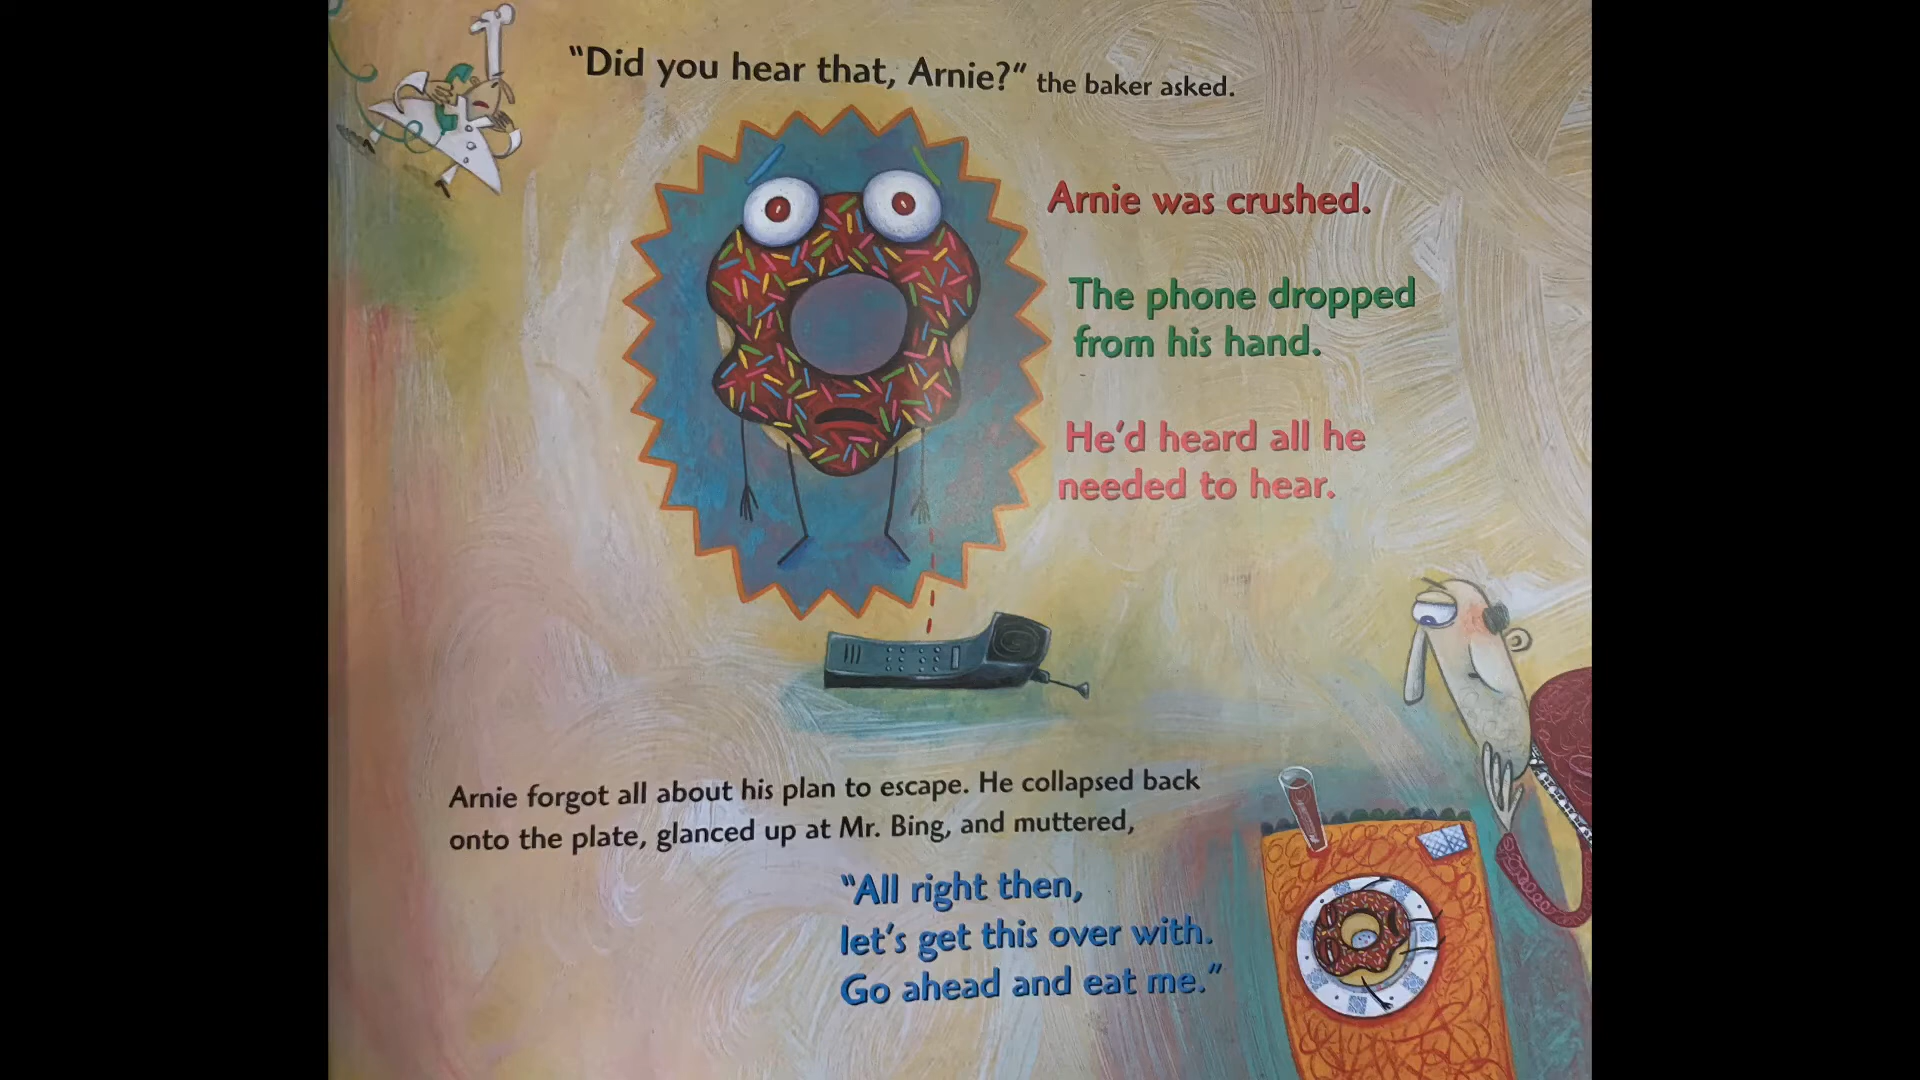 "Did you hear that, Arnie?" the baker asked.
Arnie was crushed.
The phone dropped
from his hand.
He'd heard all he
needed to hear.
Arnie forgot all about his plan to escape. He collapsed back
onto the plate, glanced up at Mr. Bing, and muttered,
"All right then,
let's get this over with.
Go ahead and eat me."